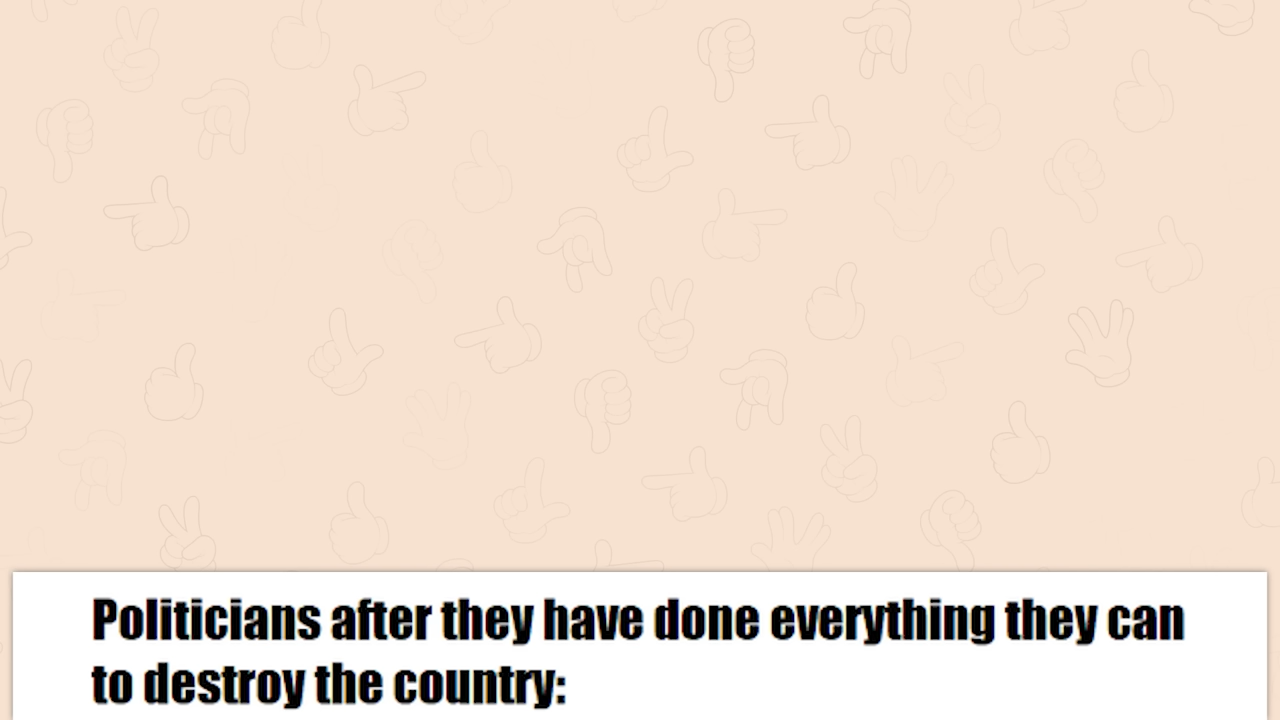 Politicians after they have done everything they can
to destroy the country: